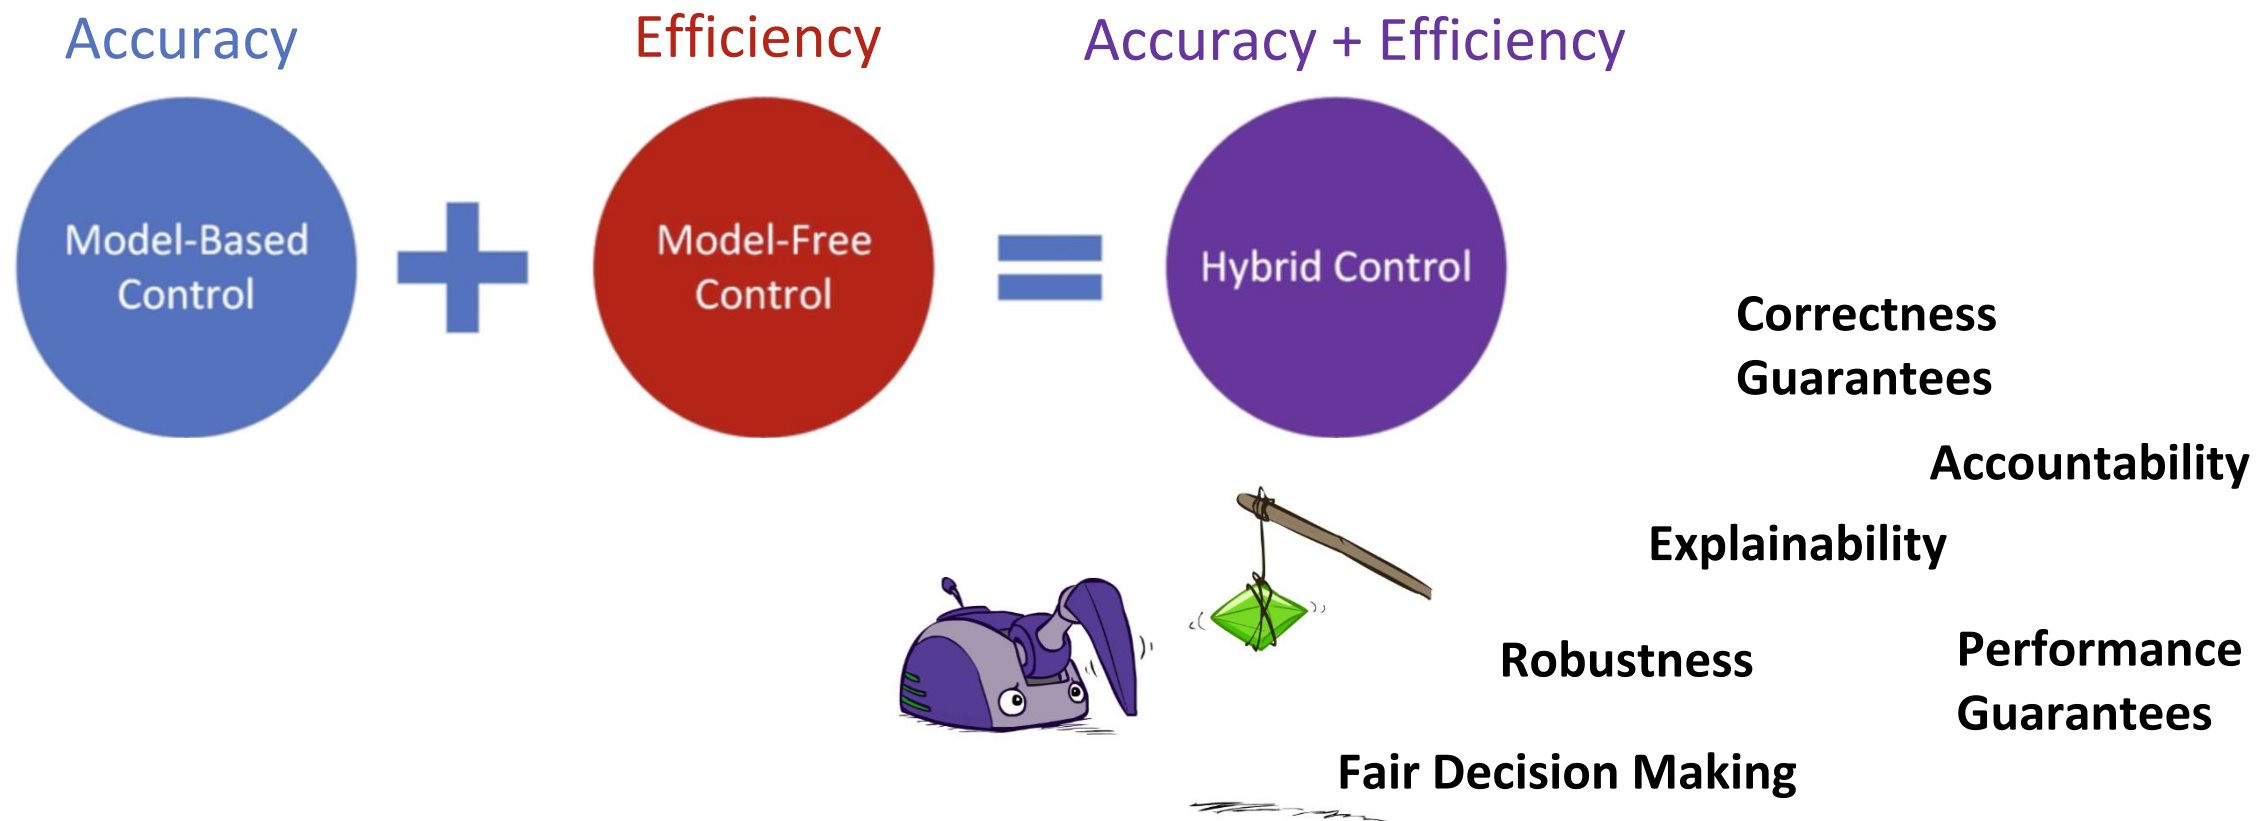 Accuracy
Efficiency
Accuracy + Efficiency
Model-Based
Control
Model-Free
Control
Hybrid Control
Correctness
Guarantees
Accountability
Explainability
Robustness
Performance
Guarantees
Fair Decision Making